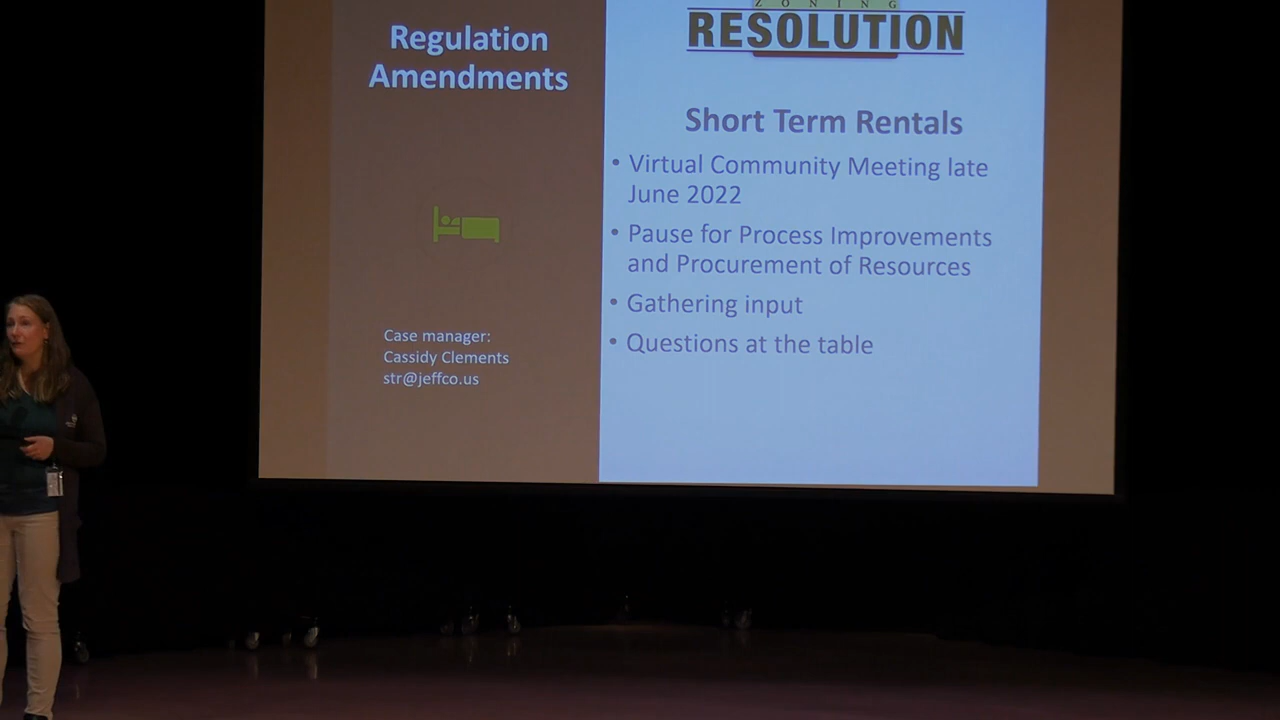 Regulation
Amendments
Case manager:
Cassidy Clements
str@jeffco.us
ZONING
RESOLUTION
Short Term Rentals
• Virtual Community Meeting late
June 2022
• Pause for Process Improvements
and Procurement of Resources
• Gathering input
• Questions at the table